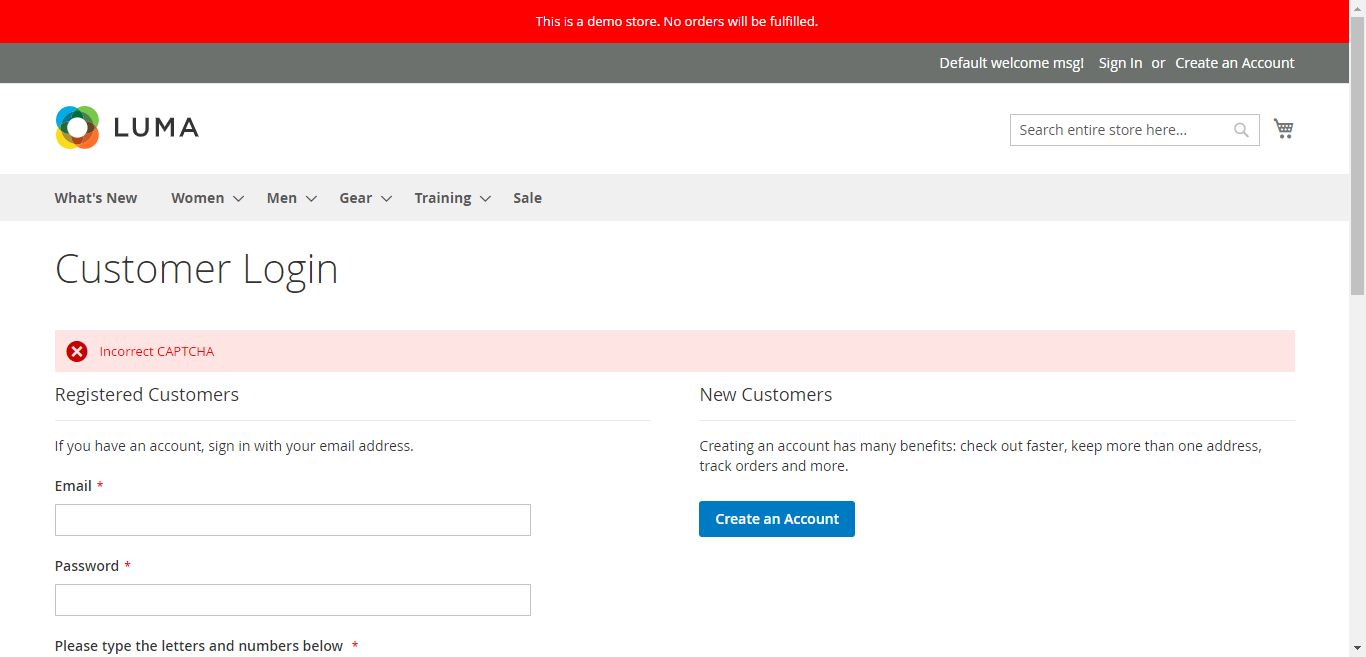 This is a demo store. No orders will be fulfilled.
Default welcome msg! Sign In or Create an Account
LUMA
Search entire store here...
What's New Women Men Gear Training Sale
Customer Login
Incorrect CAPTCHA
Registered Customers
If you have an account, sign in with your email address.
Email *
Password *
Please type the letters and numbers below *
New Customers
Creating an account has many benefits: check out faster, keep more than one address,
track orders and more.
Create an Account